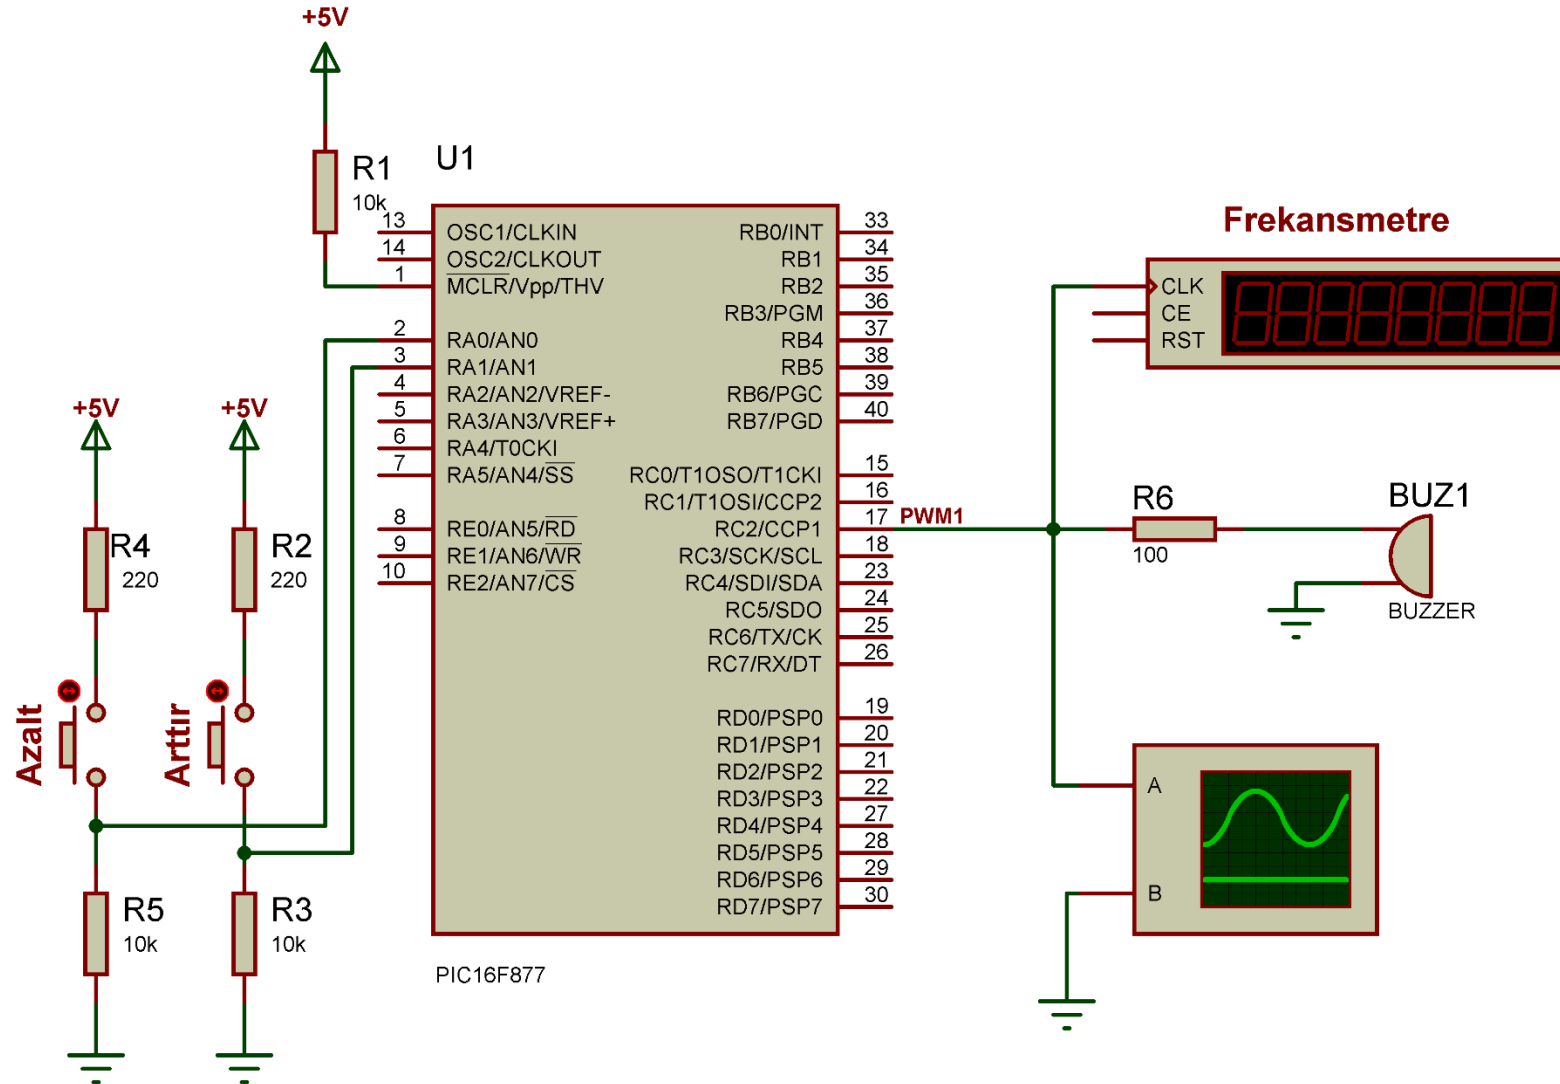 +5V
R1
10k
U1
13 OSC1/CLKIN
14 OSC2/CLKOUT
1 MCLR/Vpp/THV
2 RA0/AN0
3 RA1/AN1
4 RA2/AN2/VREF-
5 RA3/AN3/VREF+
6 RA4/T0CKI
7 RA5/AN4/SS
8 RE0/AN5/RD
9 RE1/AN6/WR
10 RE2/AN7/CS
RB0/INT 33
RB1 34
RB2 35
RB3/PGM 36
RB4 37
RB5 38
RB6/PGC 39
RB7/PGD 40
RC0/T1OSO/T1CKI 15
RC1/T1OSI/CCP2 16
RC2/CCP1 17
RC3/SCK/SCL 18
RC4/SDI/SDA 23
RC5/SDO 24
RC6/TX/CK 25
RC7/RX/DT 26
RD0/PSP0 19
RD1/PSP1 20
RD2/PSP2 21
RD3/PSP3 22
RD4/PSP4 27
RD5/PSP5 28
RD6/PSP6 29
RD7/PSP7 30
PIC16F877
+5V
+5V
R4
220
R2
220
Azalt
Arttır
R5
10k
R3
10k
PWM1
Frekansmetre
CLK
CE
RST
R6
100
BUZ1
BUZZER
A
B